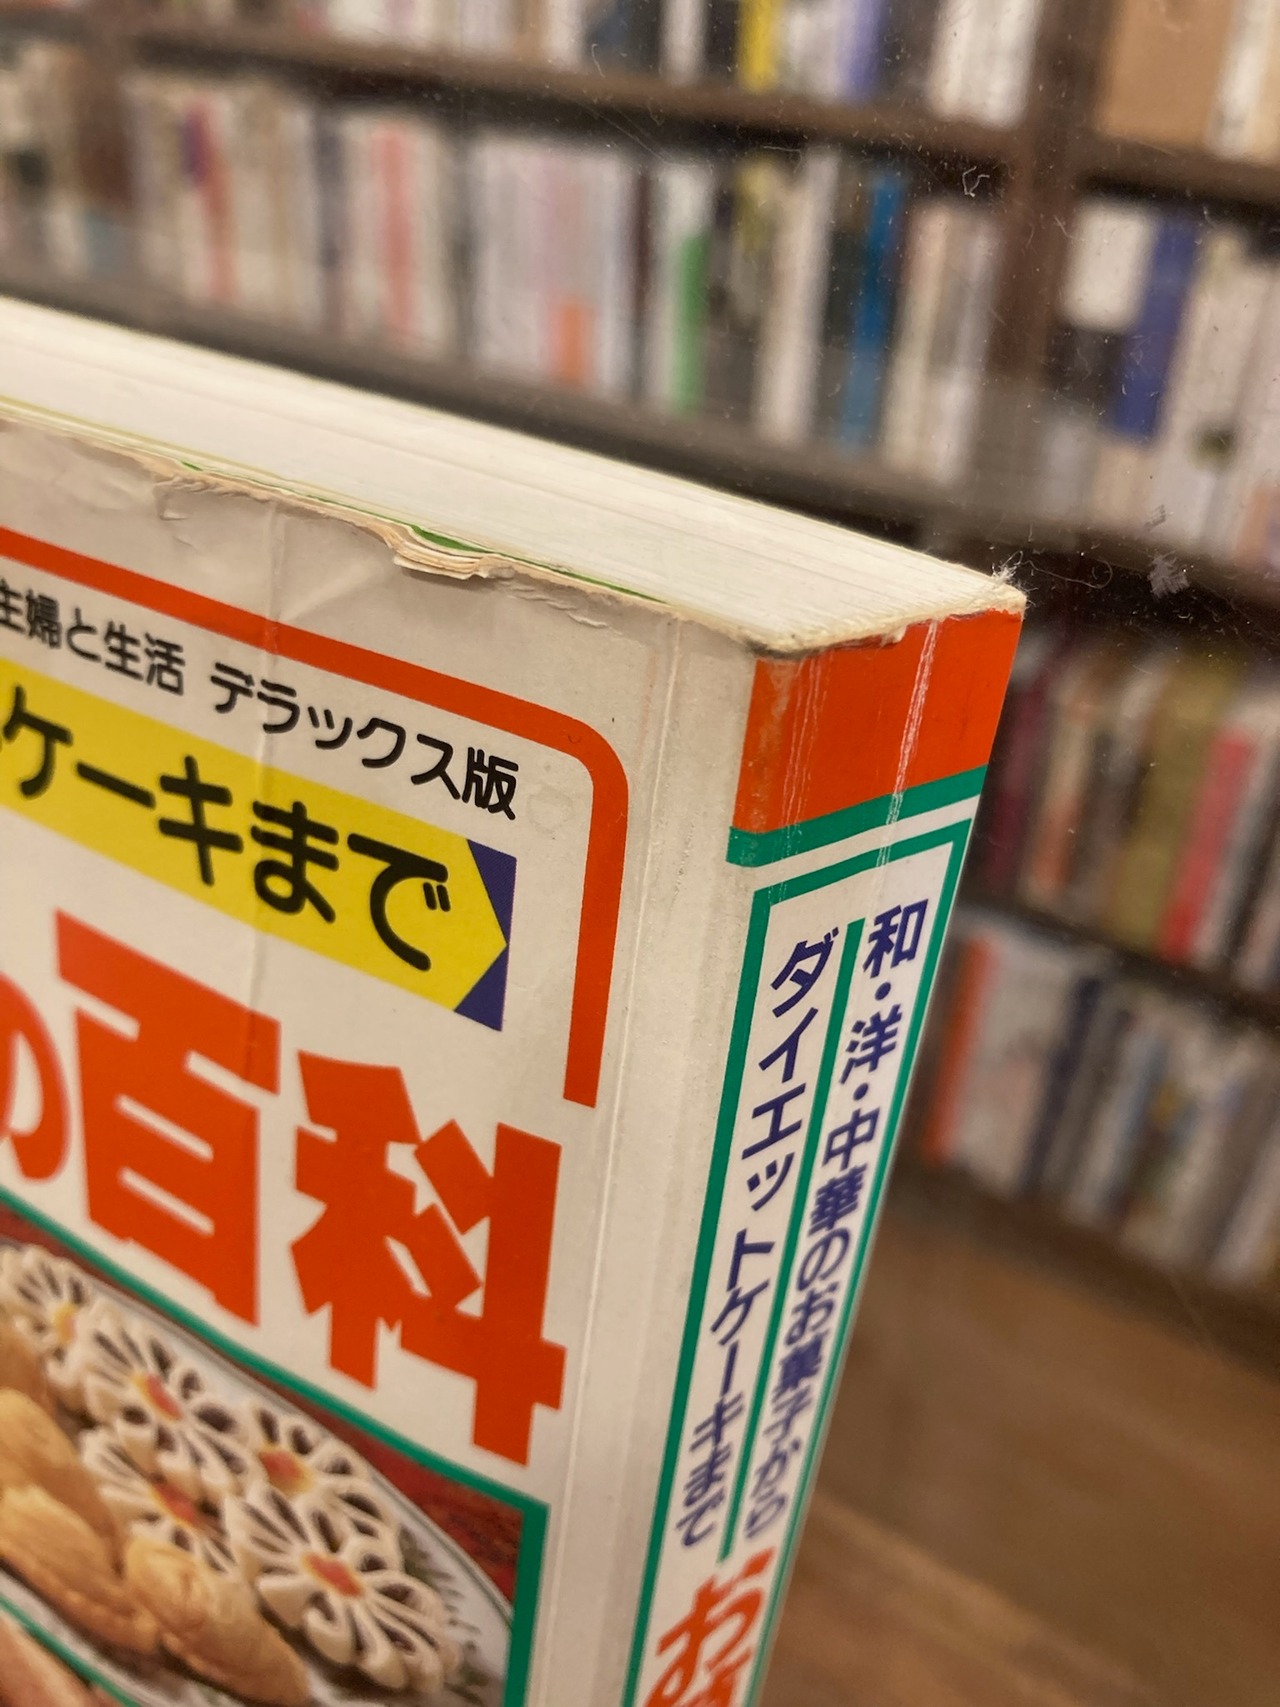 主婦と生活 デラックス版
ケーキまで
の百科
和・洋・中華のお菓子から
ダイエットケーキまで
お